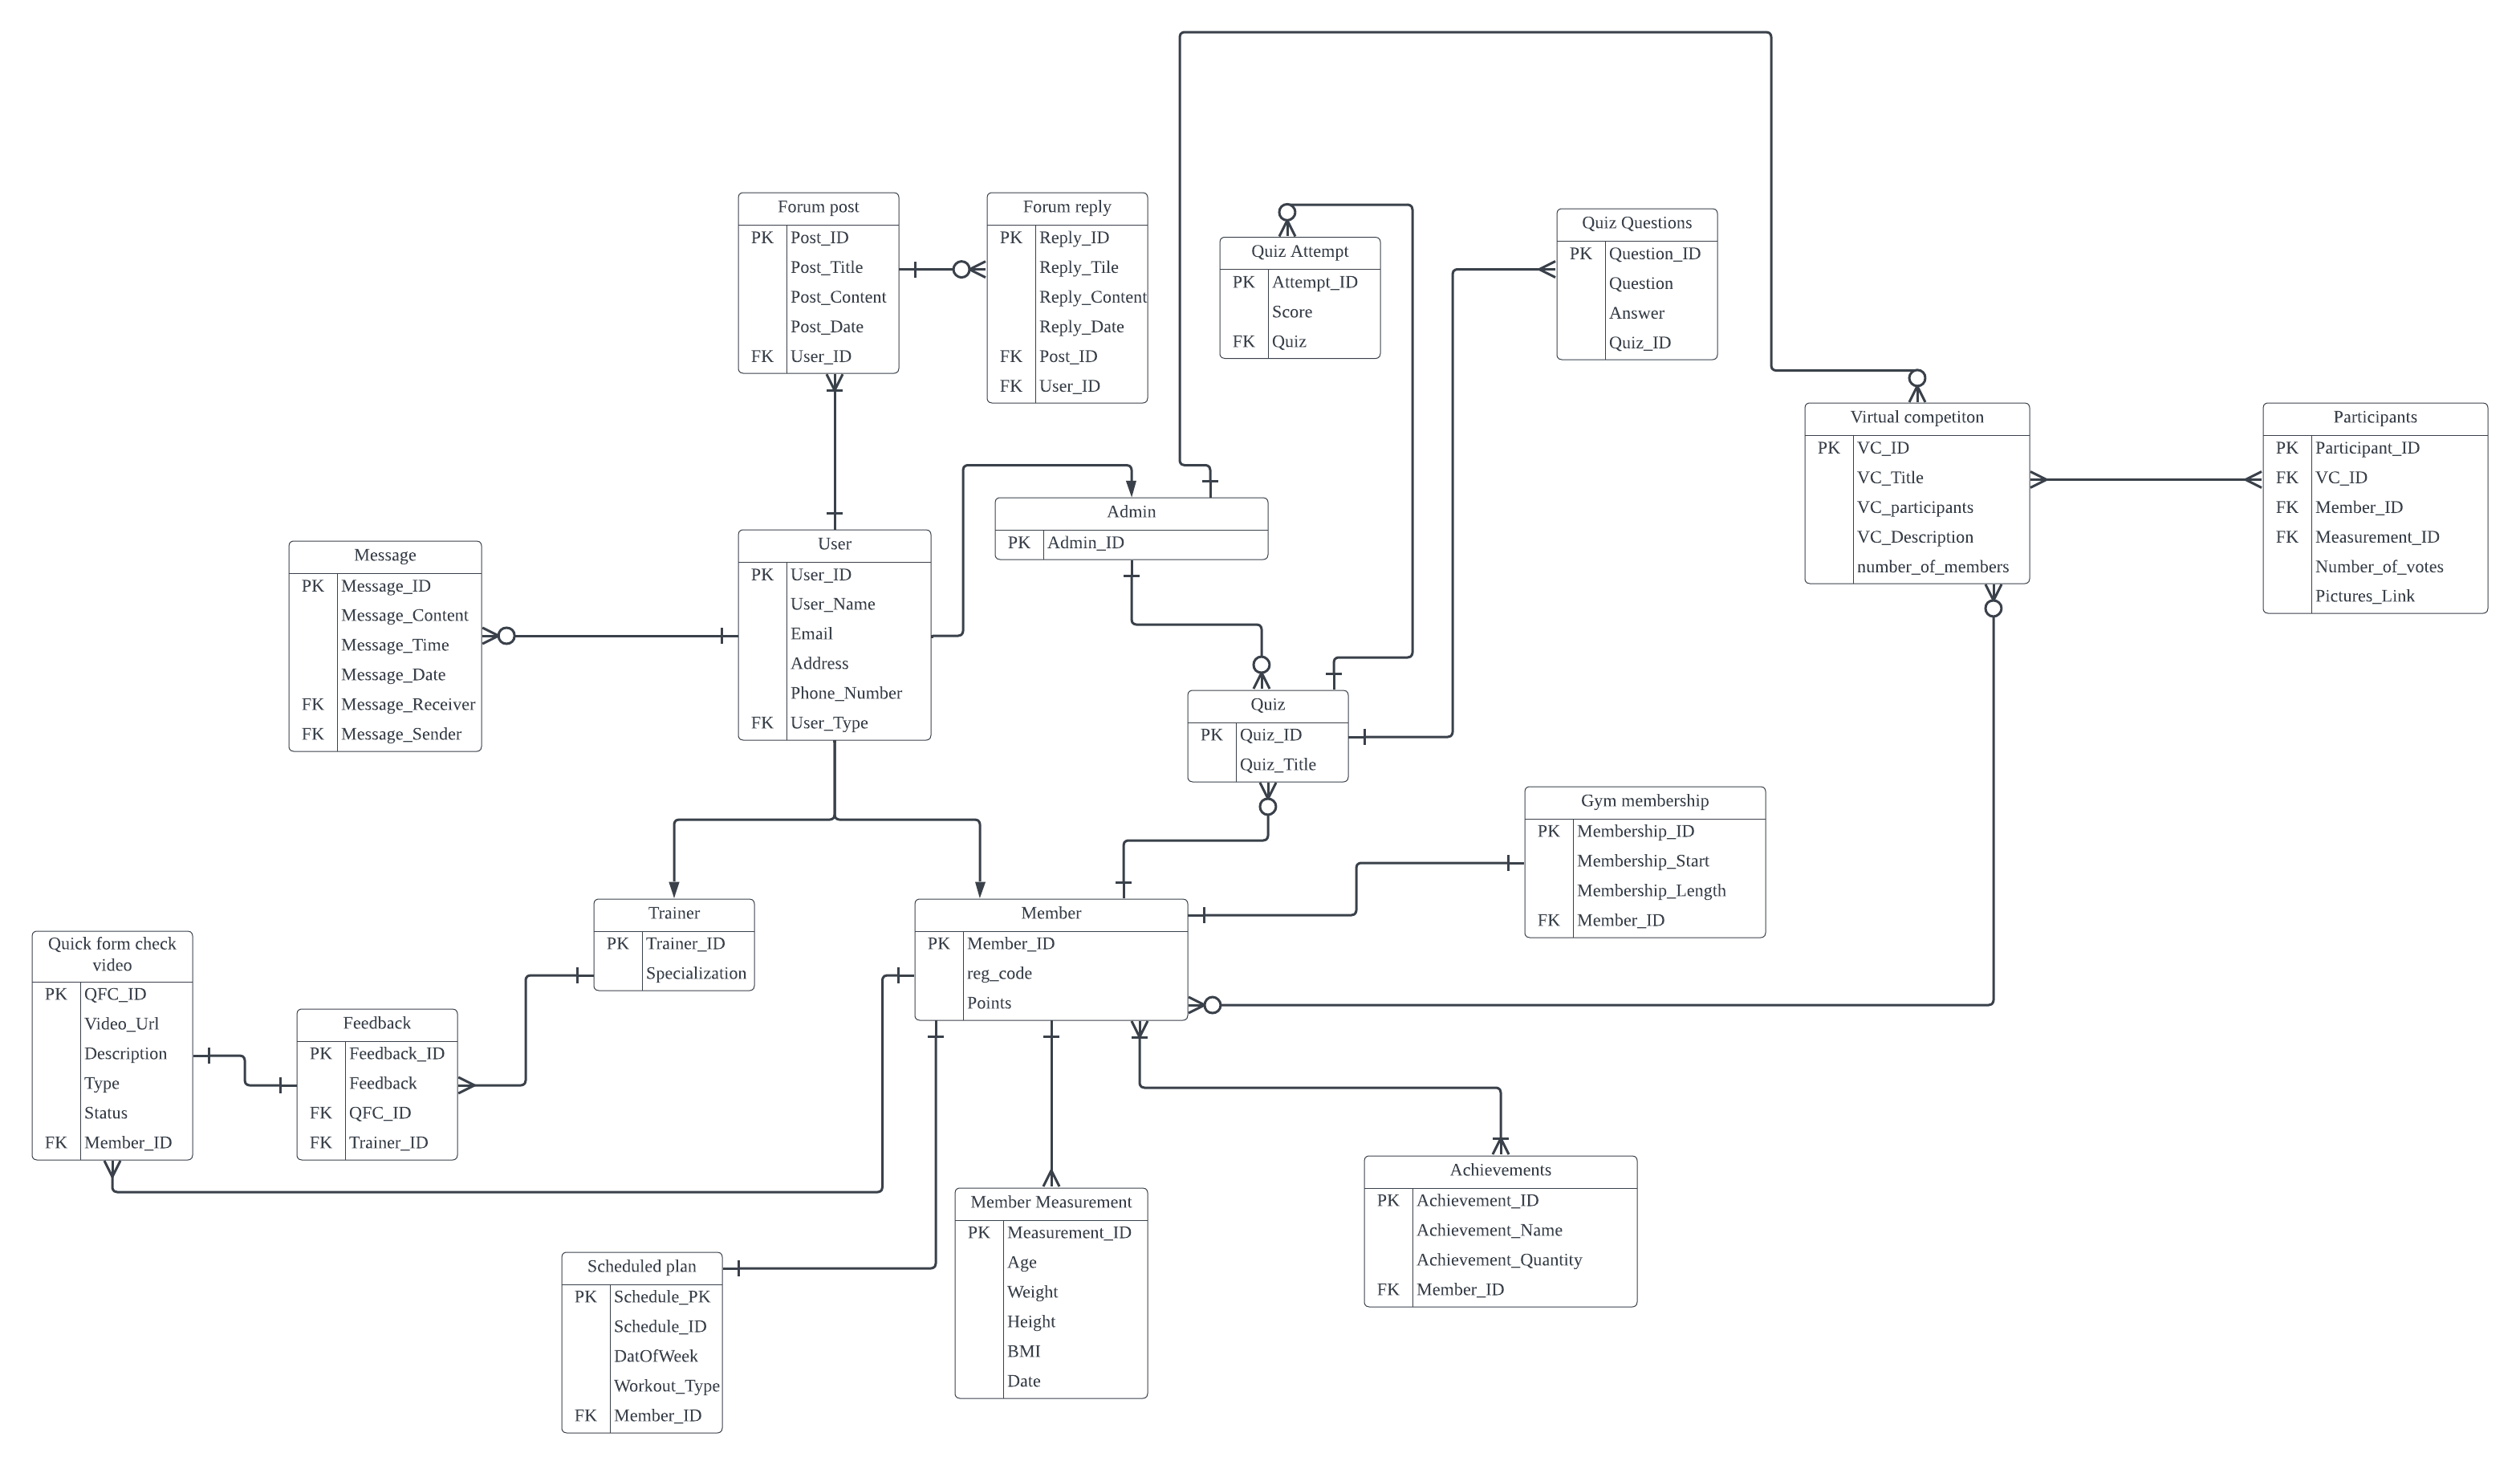 Forum post
PK Post_ID
Post_Title
Post_Content
Post_Date
FK User_ID
Forum reply
PK Reply_ID
Reply_Tile
Reply_Content
Reply_Date
FK Post_ID
FK User_ID
Quiz Attempt
PK Attempt_ID
Score
FK Quiz
Quiz Questions
PK Question_ID
Question
Answer
Quiz_ID
Virtual competiton
PK VC_ID
VC_Title
VC_participants
VC_Description
number_of_members
Participants
PK Participant_ID
FK VC_ID
FK Member_ID
FK Measurement_ID
Number_of_votes
Pictures_Link
Admin
PK Admin_ID
Message
PK Message_ID
Message_Content
Message_Time
Message_Date
FK Message_Receiver
FK Message_Sender
User
PK User_ID
User_Name
Email
Address
Phone_Number
FK User_Type
Quiz
PK Quiz_ID
Quiz_Title
Gym membership
PK Membership_ID
Membership_Start
Membership_Length
FK Member_ID
Trainer
PK Trainer_ID
Specialization
Member
PK Member_ID
reg_code
Points
Quick form check
video
PK QFC_ID
Video_Url
Description
Type
Status
FK Member_ID
Feedback
PK Feedback_ID
Feedback
FK QFC_ID
FK Trainer_ID
Scheduled plan
PK Schedule_PK
Schedule_ID
DatOfWeek
Workout_Type
FK Member_ID
Member Measurement
PK Measurement_ID
Age
Weight
Height
BMI
Date
Achievements
PK Achievement_ID
Achievement_Name
Achievement_Quantity
FK Member_ID